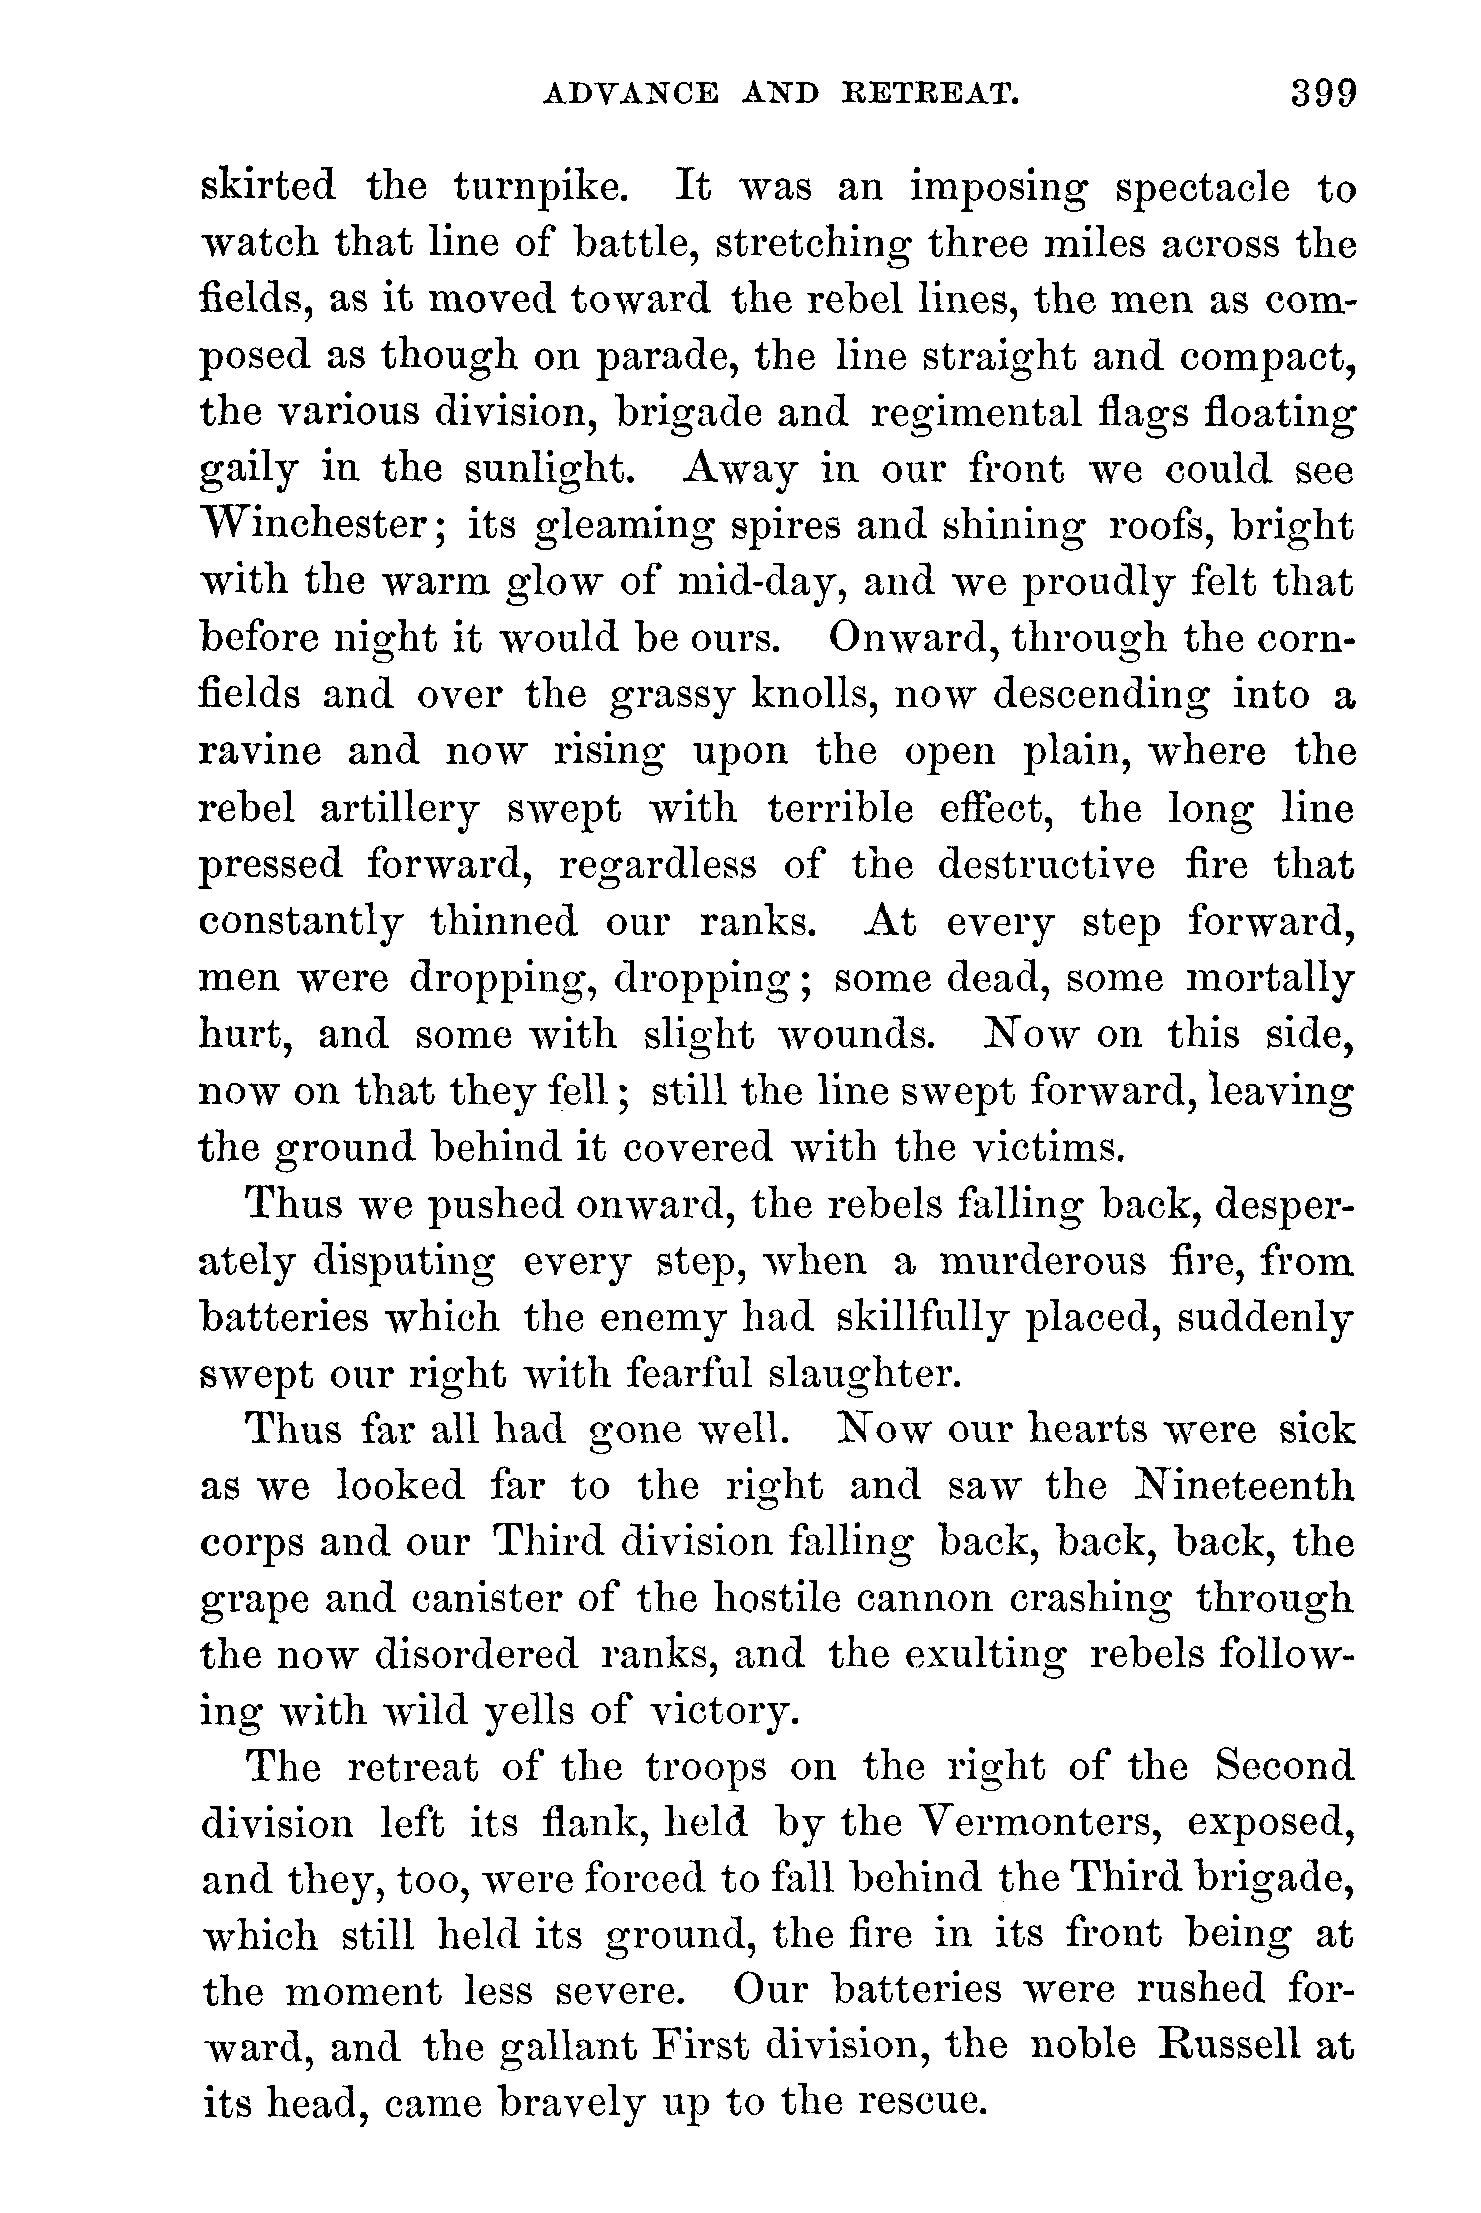 ADVANCE AND RETREAT. 399
skirted the turnpike. It was an imposing spectacle to
watch that line of battle, stretching three miles across the
fields, as it moved toward the rebel lines, the men as com-
posed as though on parade, the line straight and compact,
the various division, brigade and regimental flags floating
gaily in the sunlight. Away in our front we could see
Winchester; its gleaming spires and shining roofs, bright
with the warm glow of mid-day, and we proudly felt that
before night it would be ours. Onward, through the corn-
fields and over the grassy knolls, now descending into a
ravine and now rising upon the open plain, where the
rebel artillery swept with terrible effect, the long line
pressed forward, regardless of the destructive fire that
constantly thinned our ranks. At every step forward,
men were dropping, dropping; some dead, some mortally
hurt, and some with slight wounds. Now on this side,
now on that they fell; still the line swept forward, leaving
the ground behind it covered with the victims.
Thus we pushed onward, the rebels falling back, desper-
ately disputing every step, when a murderous fire, from
batteries which the enemy had skillfully placed, suddenly
swept our right with fearful slaughter.
Thus far all had gone well. Now our hearts were sick
as we looked far to the right and saw the Nineteenth
corps and our Third division falling back, back, back, the
grape and canister of the hostile cannon crashing through
the now disordered ranks, and the exulting rebels follow-
ing with wild yells of victory.
The retreat of the troops on the right of the Second
division left its flank, held by the Vermonters, exposed,
and they, too, were forced to fall behind the Third brigade,
which still held its ground, the fire in its front being at
the moment less severe. Our batteries were rushed for-
ward, and the gallant First division, the noble Russell at
its head, came bravely up to the rescue.